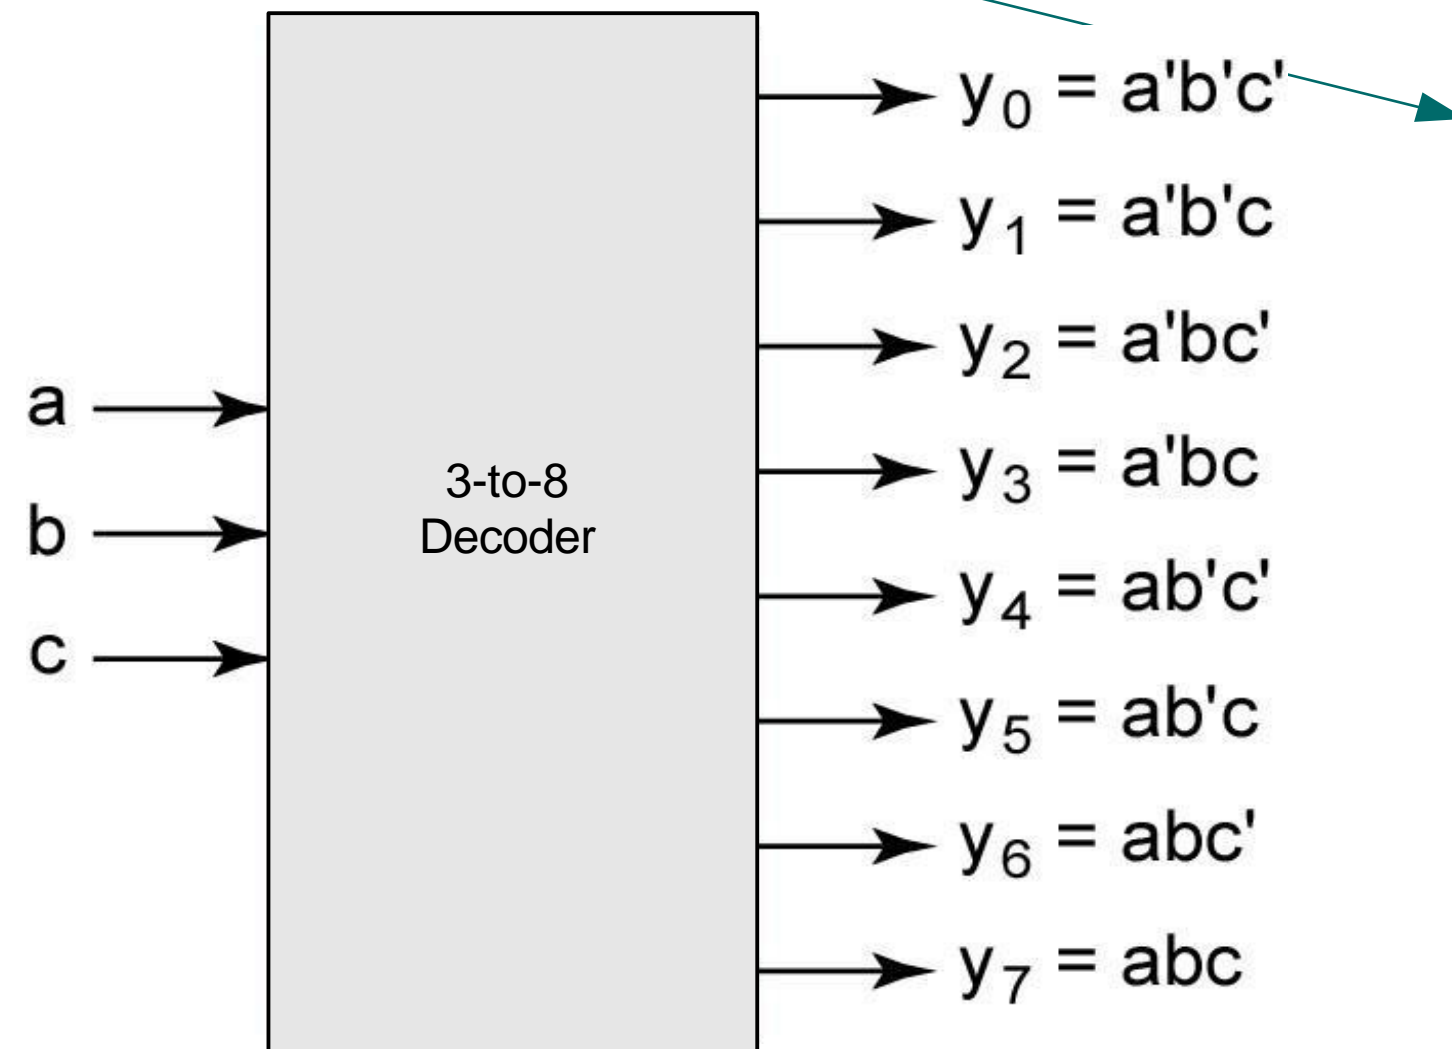 a
b
c
3-to-8
Decoder
y₀ = a'b'c'
y₁ = a'b'c
y₂ = a'bc'
y₃ = a'bc
y₄ = ab'c'
y₅ = ab'c
y₆ = abc'
y₇ = abc